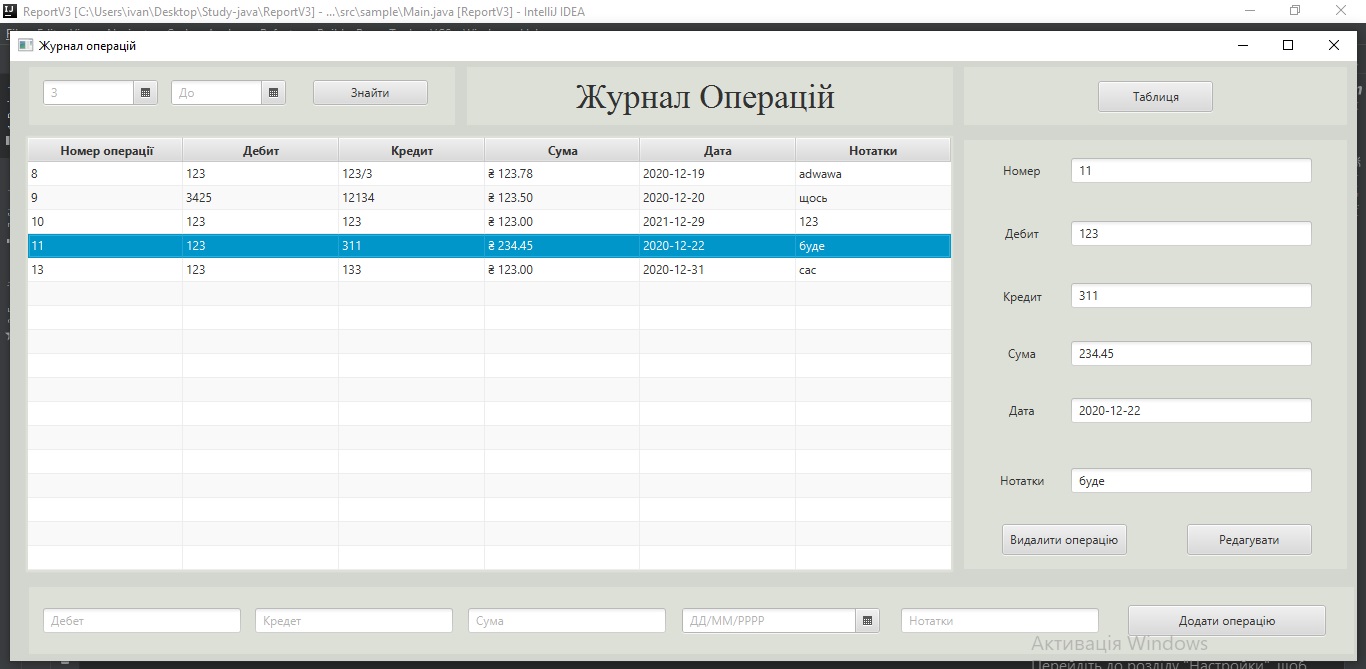 ReportV3 [C:\Users\ivan\Desktop\Study-java\ReportV3] - ...\src\sample\Main.java [ReportV3] - IntelliJ IDEA
Журнал операцій
З
До
Знайти
Журнал Операцій
Таблиця
Номер операції Дебит Кредит Сума Дата Нотатки
8 123 123/3 ₴ 123.78 2020-12-19 adwawa
9 3425 12134 ₴ 123.50 2020-12-20 щось
10 123 123 ₴ 123.00 2021-12-29 123
11 123 311 ₴ 234.45 2020-12-22 буде
13 123 133 ₴ 123.00 2020-12-31 сас
Номер 11
Дебит 123
Кредит 311
Сума 234.45
Дата 2020-12-22
Нотатки буде
Видалити операцію Редагувати
Дебет Кредет Сума ДД/ММ/РРРР Нотатки Додати операцію
Активація Windows
Перейдіть до розділу "Настройки", щоб